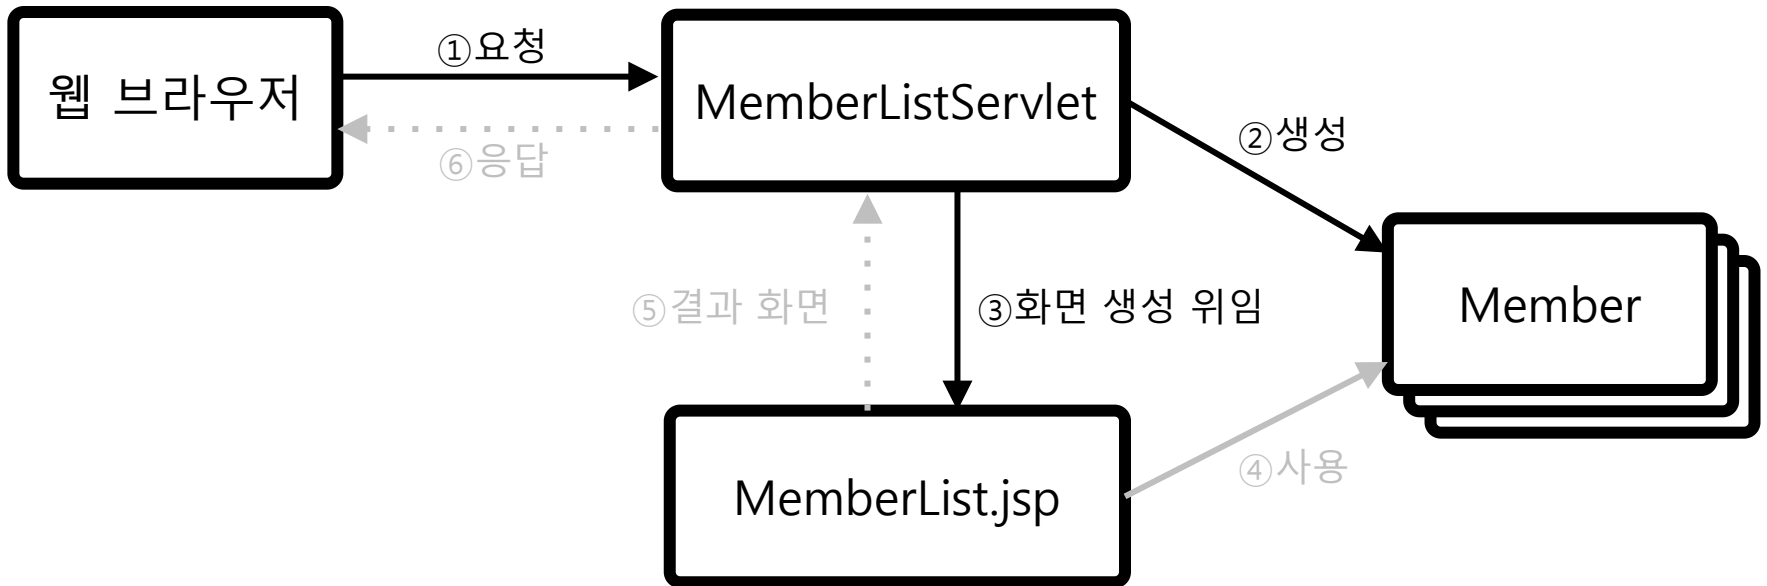 웹 브라우저
①요청
⑥응답
MemberListServlet
②생성
⑤결과 화면
③화면 생성 위임
Member
④사용
MemberList.jsp